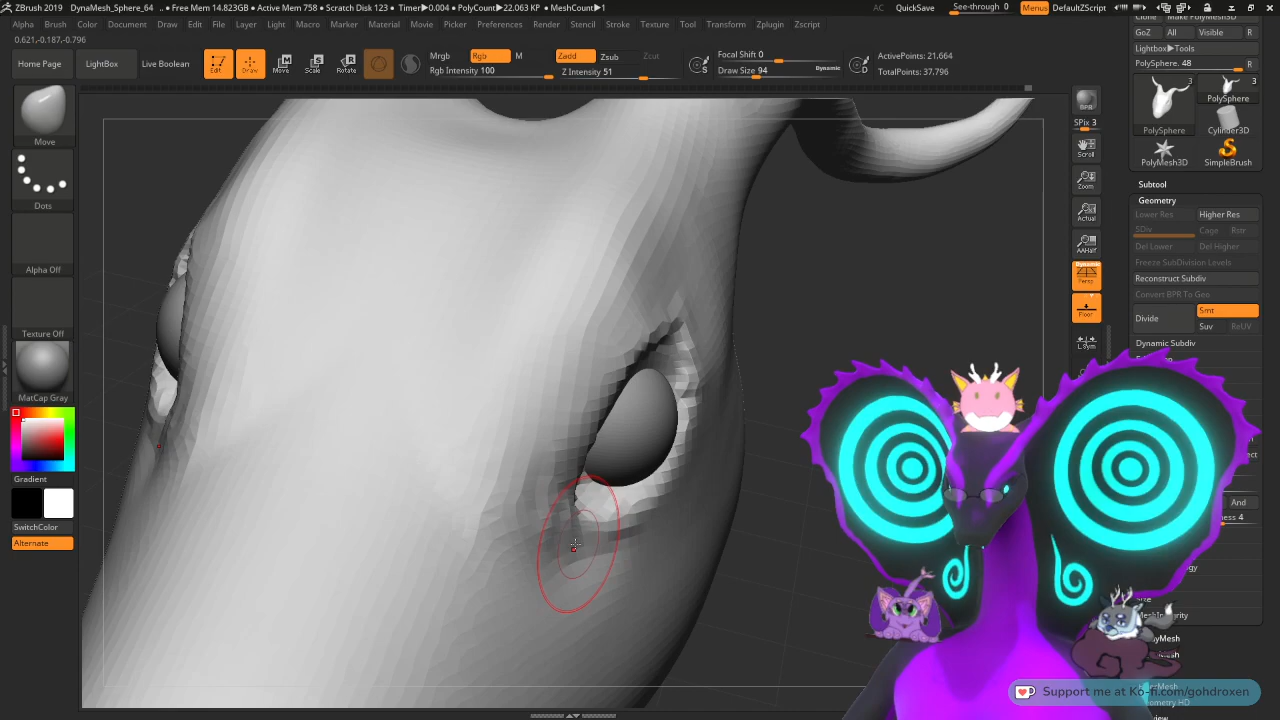 ZBrush 2019 DynaMesh_Sphere_64 .. • Free Mem 14.823GB • Active Mem 758 • Scratch Disk 123 • Timer▶0.004 • PolyCount▶22.063 KP • MeshCount▶1 AC QuickSave See-through 0 Menus DefaultZScript
Alpha Brush Color Document Draw Edit File Layer Light Macro Marker Material Movie Picker Preferences Render Stencil Stroke Texture Tool Transform Zplugin Zscript
0.621,-0.187,-0.796
Home Page LightBox Live Boolean Edit Draw Move Scale Rotate
Mrgb Rgb M Zadd Zsub Zcut
Rgb Intensity 100 Z Intensity 51
S Focal Shift 0
Draw Size 94 Dynamic D
ActivePoints: 21,664
TotalPoints: 37,796
Move
Dots
Alpha Off
Texture Off
MatCap Gray
Gradient
SwitchColor
Alternate
BPR
SPix 3
Scroll
Zoom
Actual
AAHalf
Dynamic
Persp
Floor
L.Sym
Clone Make PolyMesh3D
GoZ All Visible R
Lightbox▶Tools
PolySphere. 48 R
3 3
PolySphere PolySphere
Cylinder3D
PolyMesh3D SimpleBrush
Subtool
Geometry
Lower Res Higher Res
SDiv Cage Rstr
Del Lower Del Higher
Freeze SubDivision Levels
Reconstruct Subdiv
Convert BPR To Geo
Divide Smt
Suv ReUV
Dynamic Subdiv
And
Support me at Ko-fi.com/gohdroxen